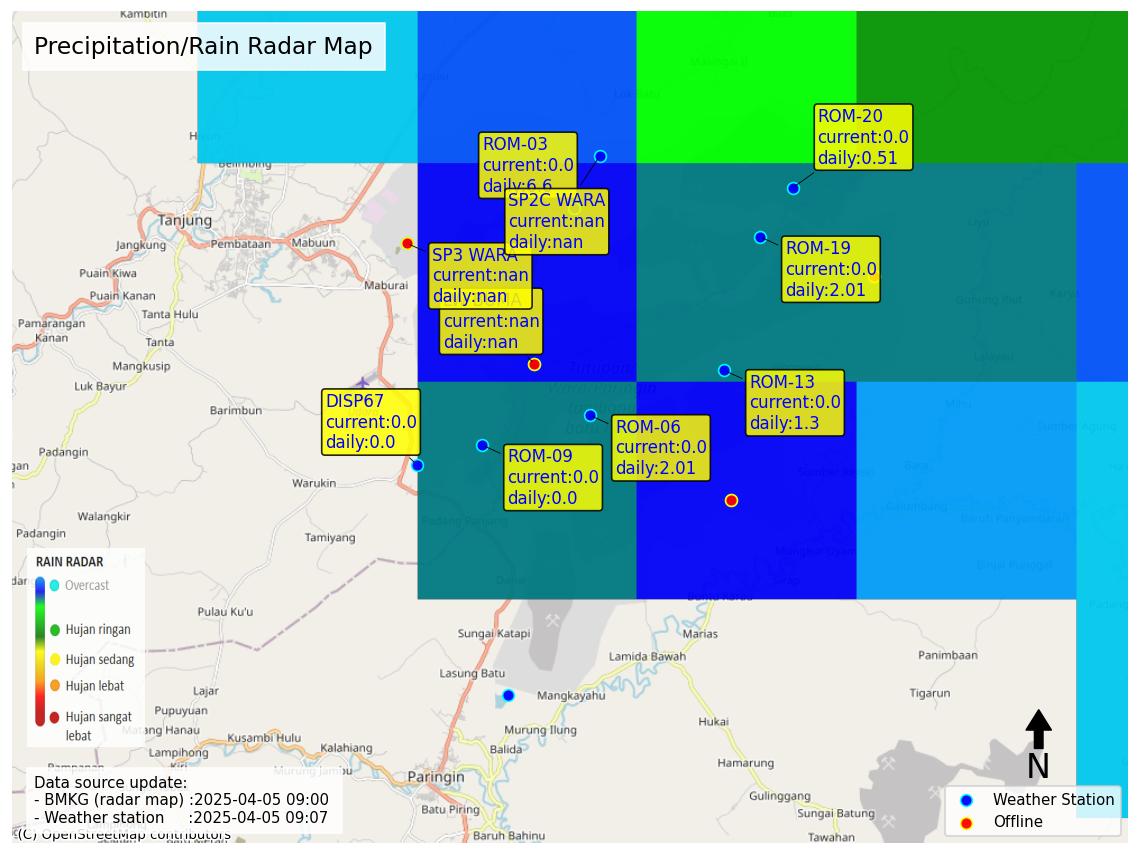 Kambitin
Precipitation/Rain Radar Map
Belimbing
Tanjung
Jangkung
Pembataan
Mabuun
Puain Kiwa
Maburai
Puain Kanan
Tanta Hulu
Pamarangan
Kanan
Tanta
Mangkusip
Luk Bayur
Barimbun
Padangin
Warukin
Walangkir
Padangin
Tamiyang
ROM-03
current:0.0
daily:6.6
SP2C WARA
current:nan
daily:nan
SP3 WARA
current:nan
daily:nan
current:nan
daily:nan
ROM-20
current:0.0
daily:0.51
ROM-19
current:0.0
daily:2.01
ROM-13
current:0.0
daily:1.3
DISP67
current:0.0
daily:0.0
ROM-06
current:0.0
daily:2.01
ROM-09
current:0.0
daily:0.0
RAIN RADAR
Overcast
Hujan ringan
Hujan sedang
Hujan lebat
Hujan sangat
lebat
Pulau Ku'u
Lajar
Pupuyuan
Matang Hanau
Lampihong
Kusambi Hulu
Kalahiang
Murung Jambu
Sungai Katapi
Lasung Batu
Marias
Lamida Bawah
Mangkayahu
Murung Ilung
Balida
Paringin
Batu Piring
Baruh Bahinu
Panimbaan
Tigarun
Hukai
Hamarung
Gulinggang
Sungai Batung
Tawahan
N
Data source update:
- BMKG (radar map) :2025-04-05 09:00
- Weather station :2025-04-05 09:07
(C) OpenStreetMap contributors
Weather Station
Offline